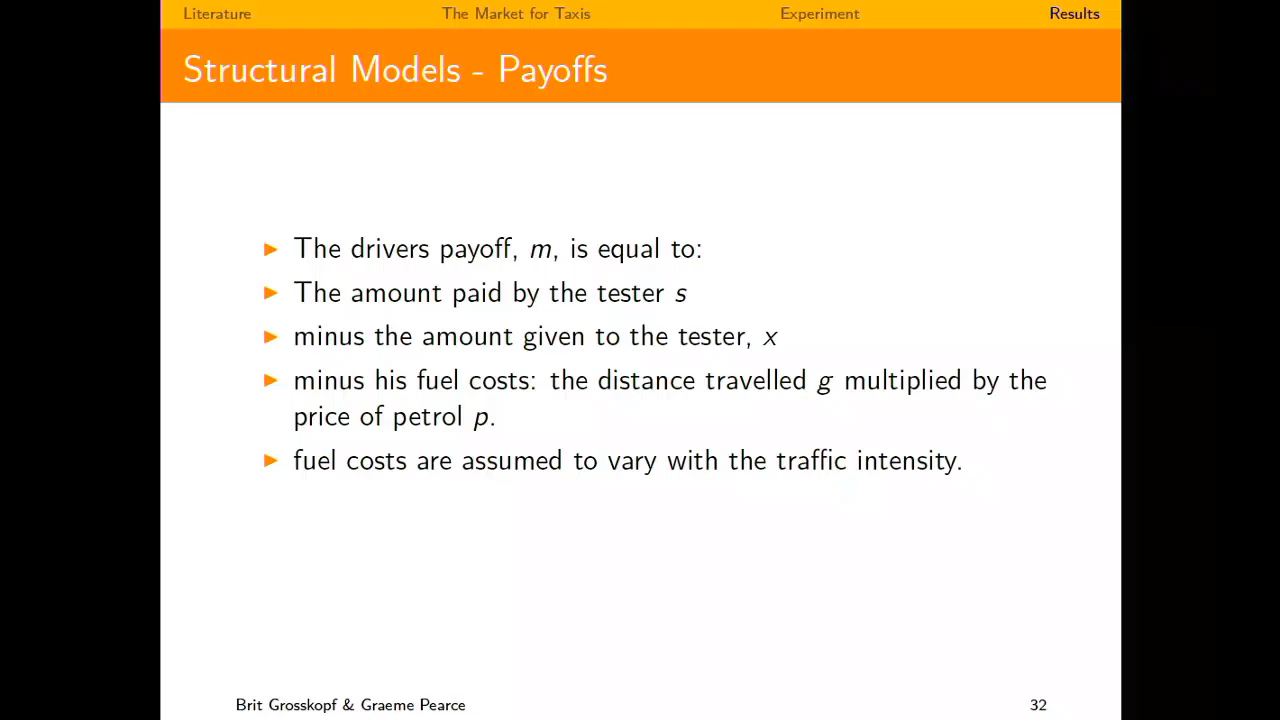 Literature The Market for Taxis Experiment Results
Structural Models - Payoffs
The drivers payoff, m, is equal to:
The amount paid by the tester s
minus the amount given to the tester, x
minus his fuel costs: the distance travelled g multiplied by the
price of petrol p.
fuel costs are assumed to vary with the traffic intensity.
Brit Grosskopf & Graeme Pearce 32